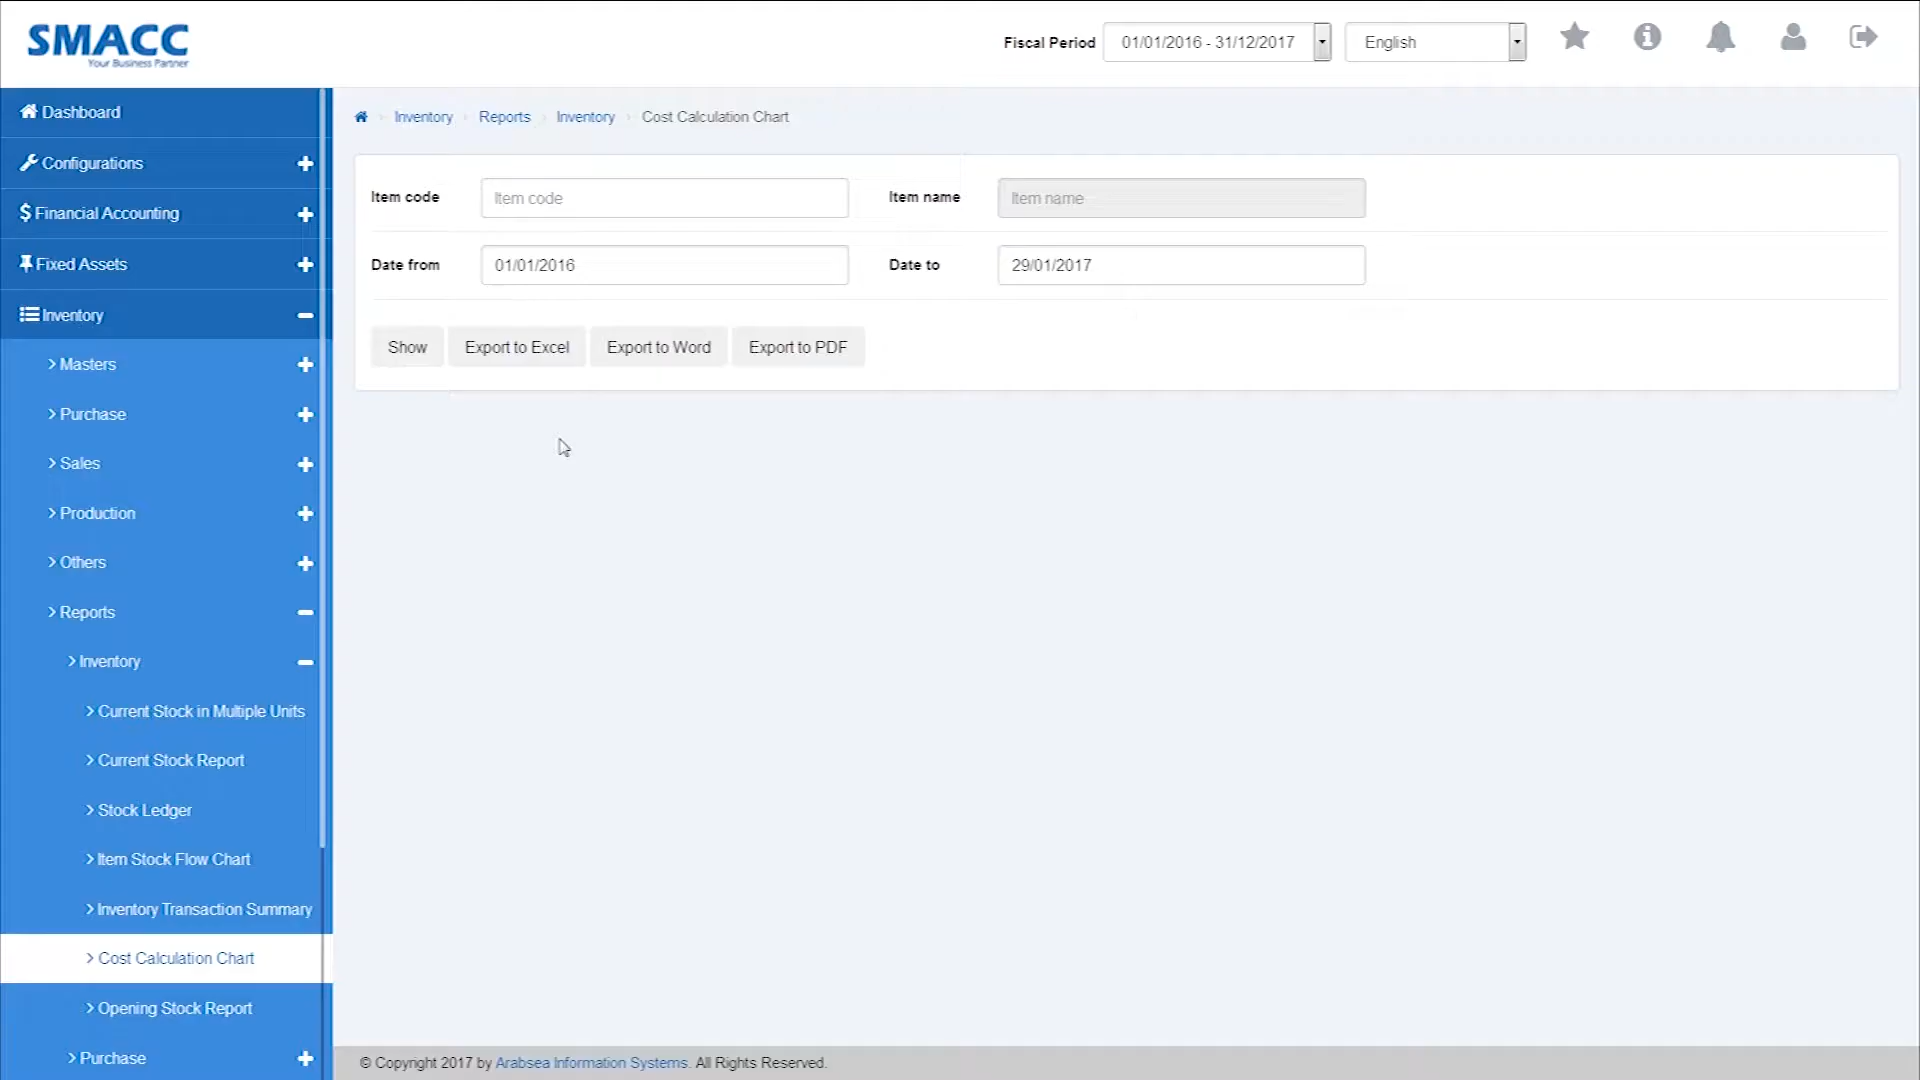 SMACC
Your Business Partner
Fiscal Period 01/01/2016 - 31/12/2017 English
Dashboard
Configurations
Financial Accounting
Fixed Assets
Inventory
Masters
Purchase
Sales
Production
Others
Reports
Inventory
Current Stock in Multiple Units
Current Stock Report
Stock Ledger
Item Stock Flow Chart
Inventory Transaction Summary
Cost Calculation Chart
Opening Stock Report
Purchase
Inventory Reports Inventory Cost Calculation Chart
Item code Item code Item name Item name
Date from 01/01/2016 Date to 29/01/2017
Show Export to Excel Export to Word Export to PDF
© Copyright 2017 by Arabsea Information Systems. All Rights Reserved.